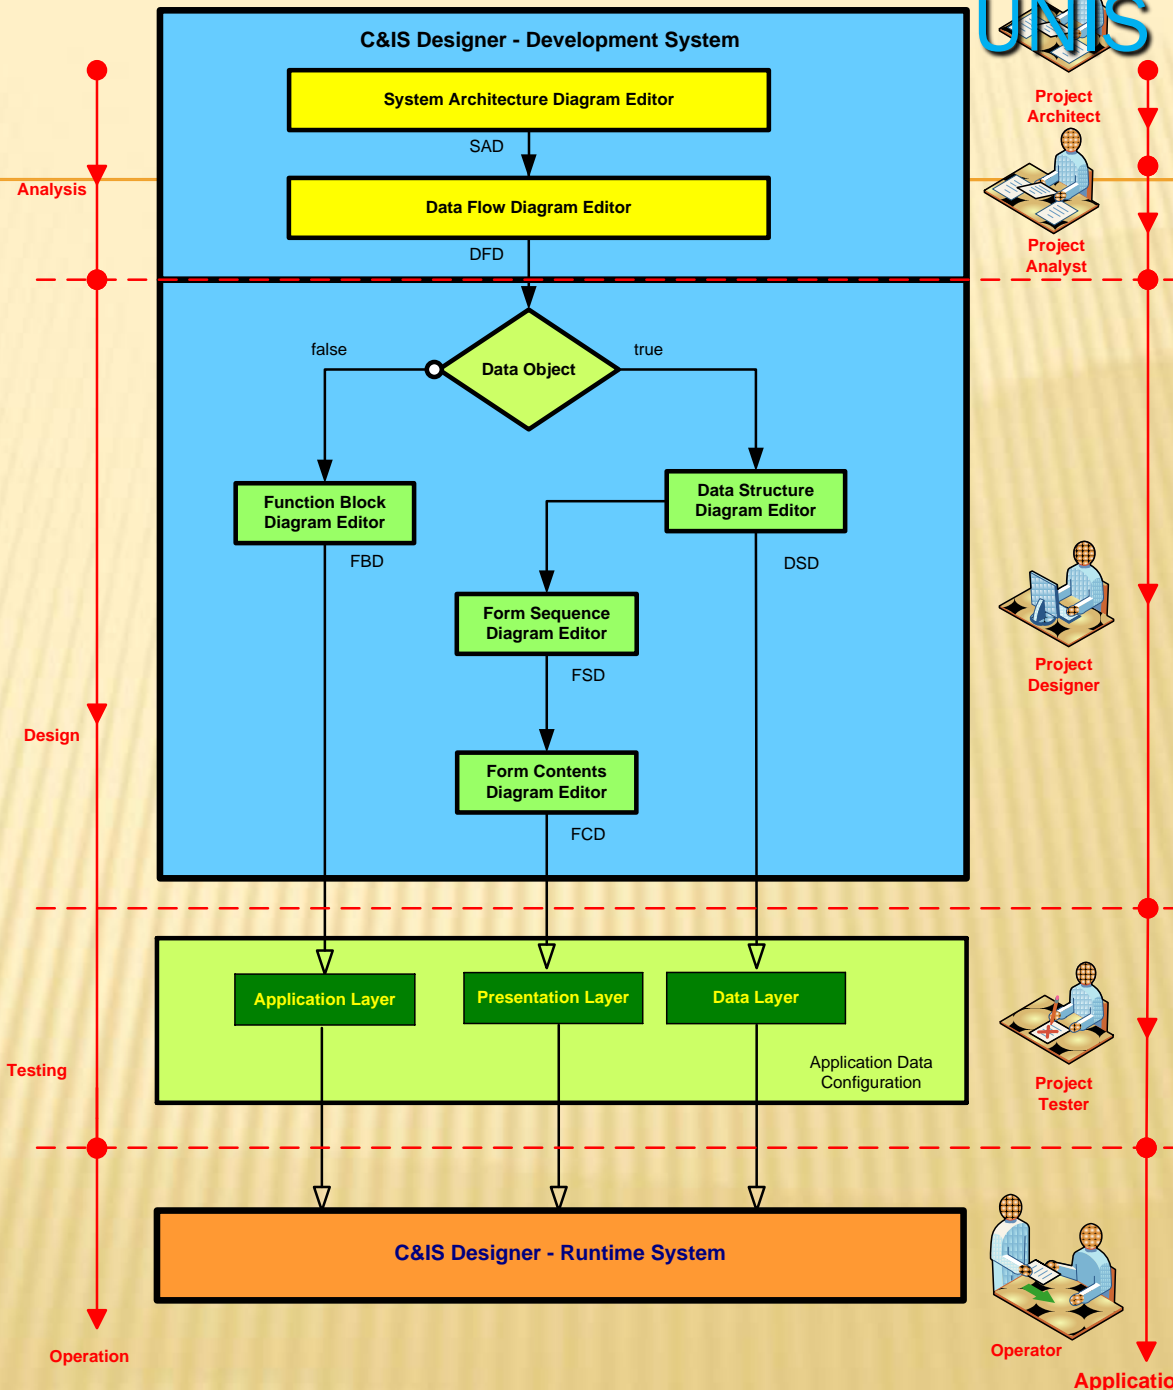 UNIS
C&IS Designer - Development System
System Architecture Diagram Editor
Project
Architect
SAD
Analysis
Data Flow Diagram Editor
DFD
Project
Analyst
false
true
Data Object
Function Block
Diagram Editor
FBD
Data Structure
Diagram Editor
DSD
Form Sequence
Diagram Editor
FSD
Project
Designer
Design
Form Contents
Diagram Editor
FCD
Application Layer
Presentation Layer
Data Layer
Application Data
Configuration
Testing
Project
Tester
C&IS Designer - Runtime System
Operation
Operator
Applicatio